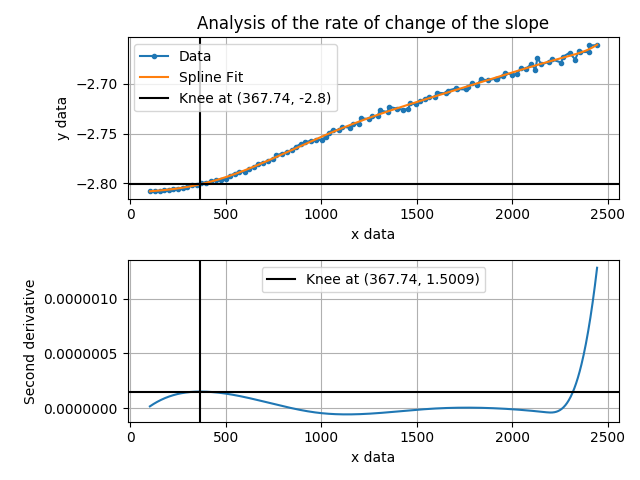 Analysis of the rate of change of the slope
Data
Spline Fit
Knee at (367.74, -2.8)
−2.70
−2.75
−2.80
y data
0 500 1000 1500 2000 2500
x data
Knee at (367.74, 1.5009)
0.0000010
0.0000005
0.0000000
Second derivative
0 500 1000 1500 2000 2500
x data